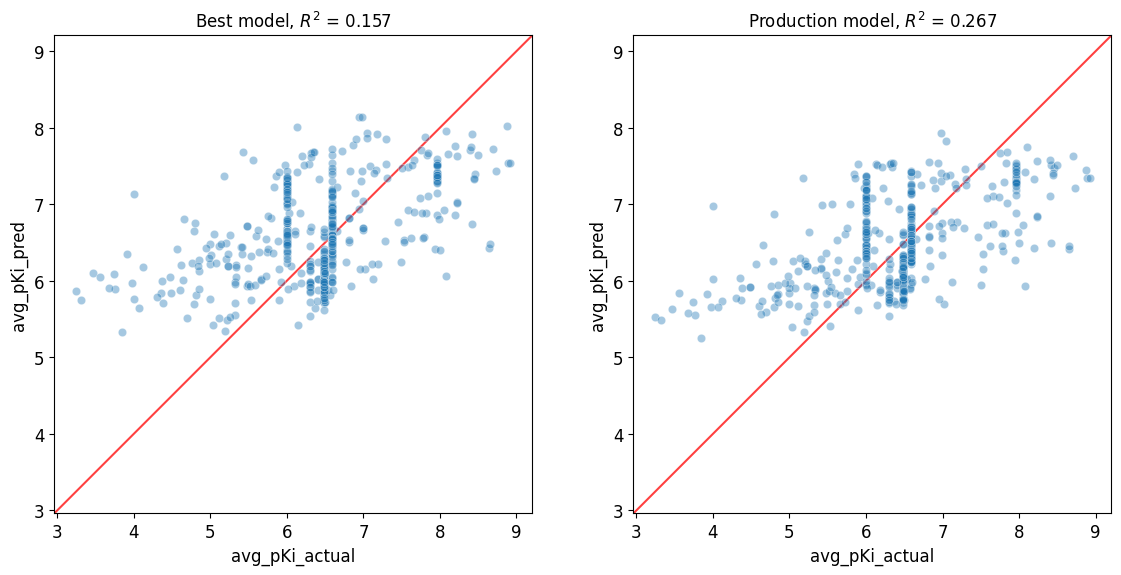 Best model, $R^2$ = 0.157
9
8
7
6
5
4
3
avg_pKi_pred
3 4 5 6 7 8 9
avg_pKi_actual
Production model, $R^2$ = 0.267
9
8
7
6
5
4
3
avg_pKi_pred
3 4 5 6 7 8 9
avg_pKi_actual